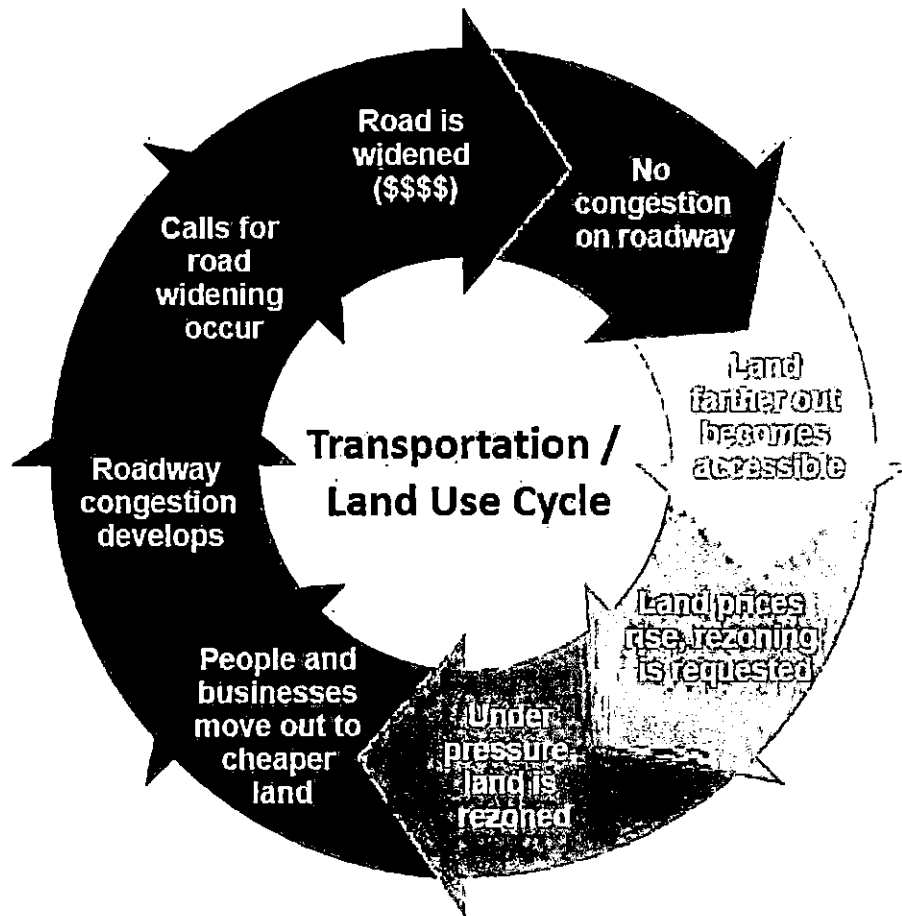 Transportation /
Land Use Cycle
Road is
widened
($$$$)
No
congestion
on roadway
Land
farther out
becomes
accessible
Land prices
rise, rezoning
is requested
Under
pressure
land is
rezoned
People and
businesses
move out to
cheaper
land
Roadway
congestion
develops
Calls for
road
widening
occur